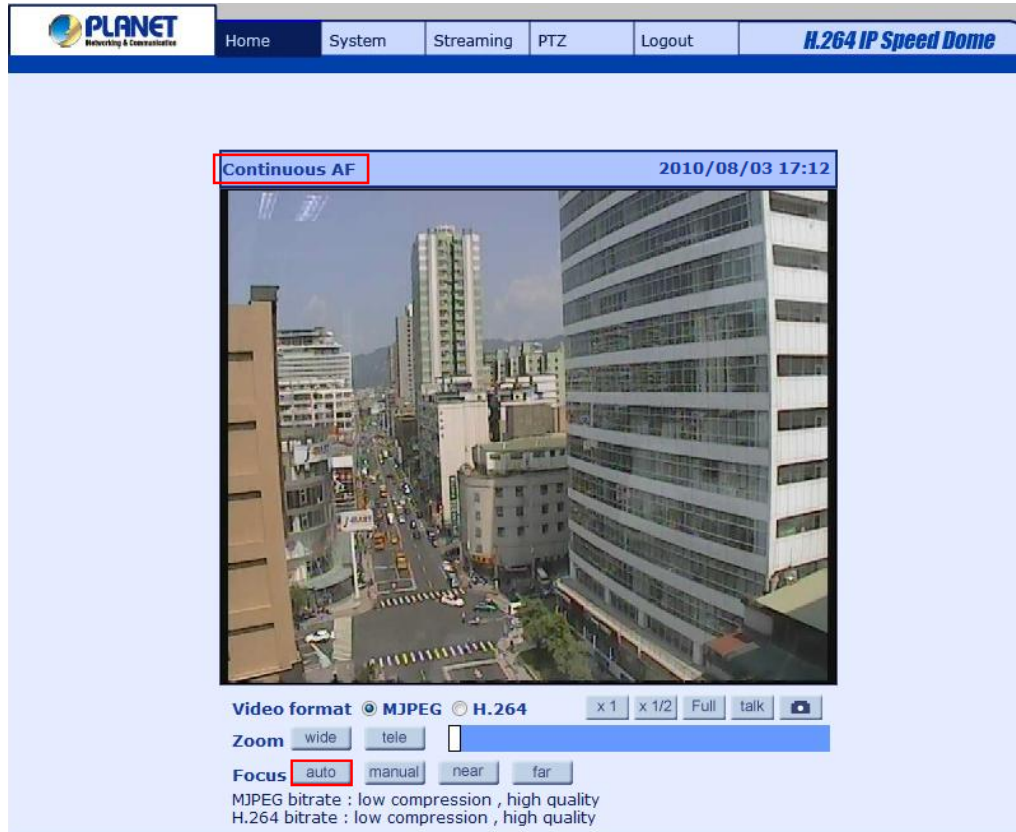 PLANET
Networking & Communication
Home System Streaming PTZ Logout H.264 IP Speed Dome
Continuous AF 2010/08/03 17:12
Video format MJPEG H.264 x 1 x 1/2 Full talk
Zoom wide tele
Focus auto manual near far
MJPEG bitrate : low compression , high quality
H.264 bitrate : low compression , high quality